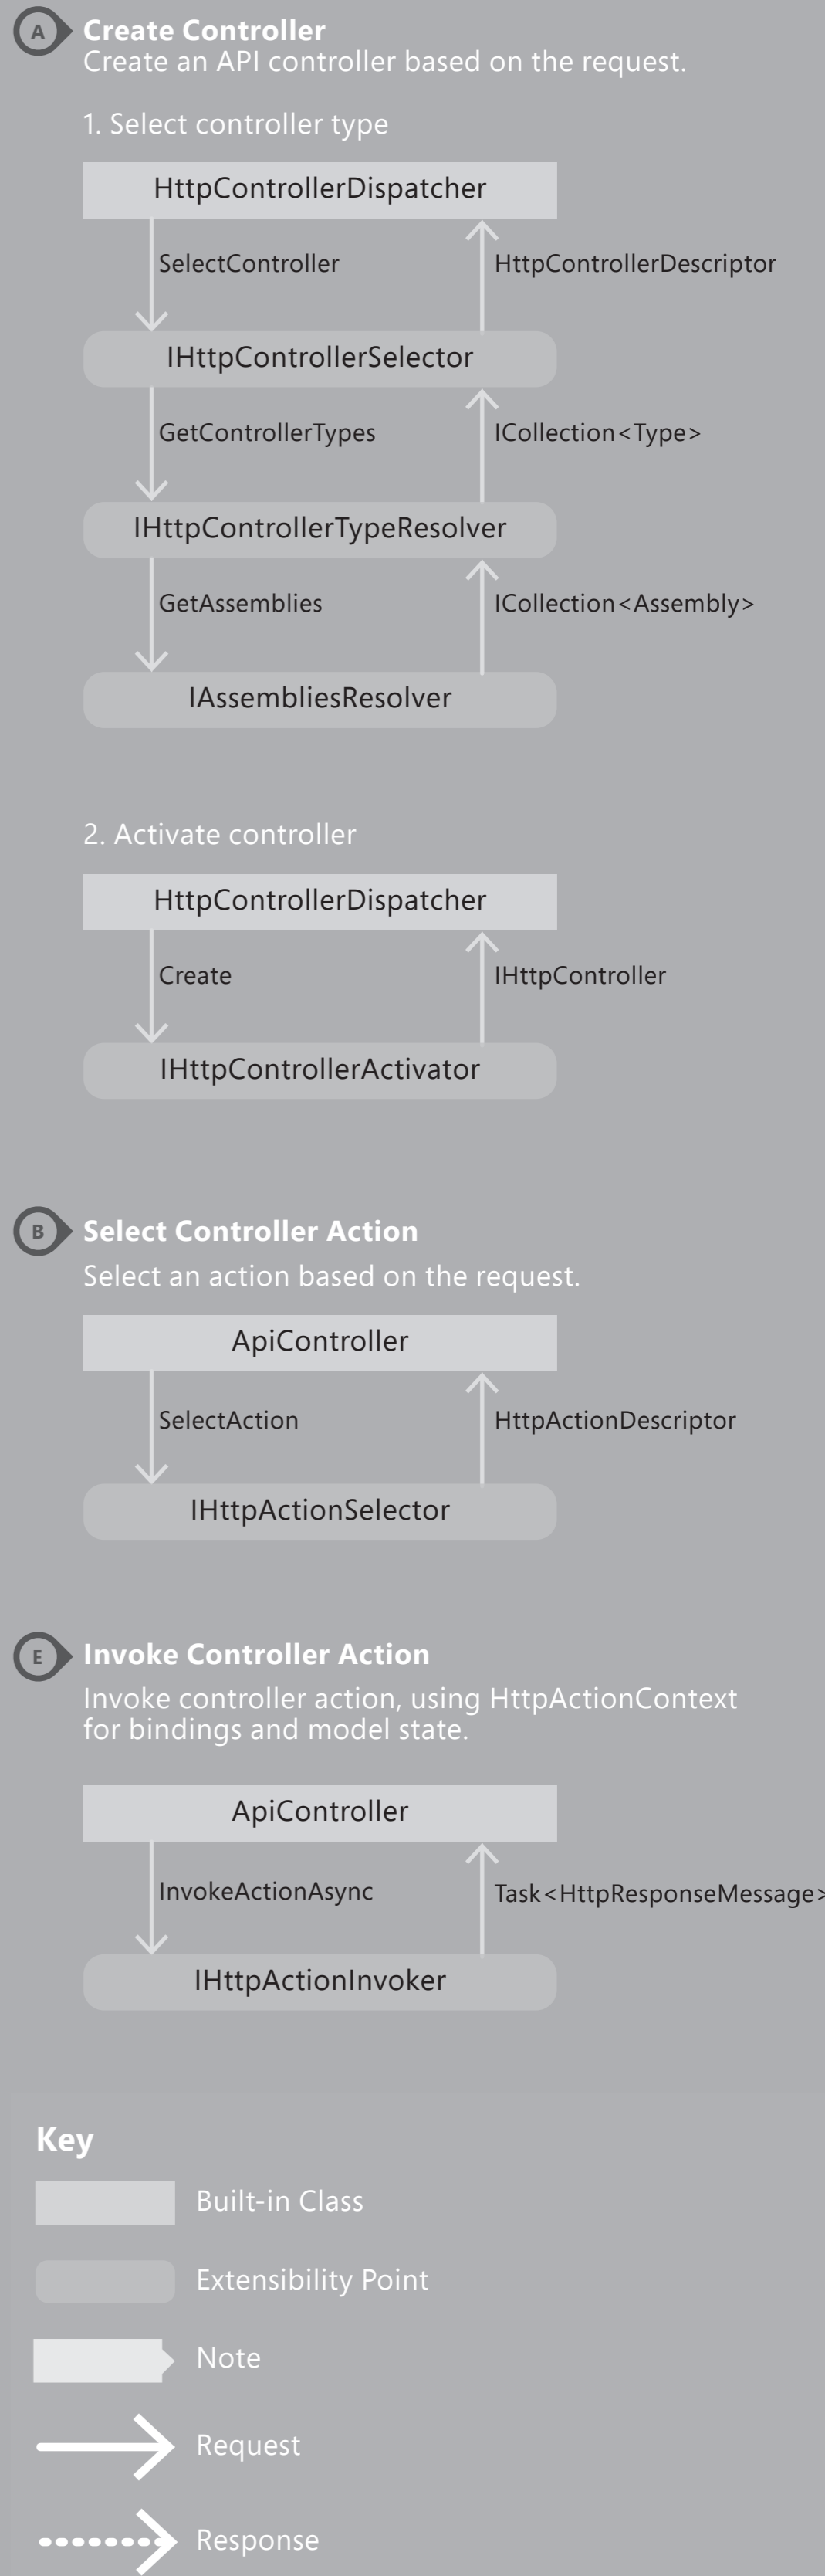 A
Create Controller
Create an API controller based on the request.
1. Select controller type
HttpControllerDispatcher
SelectController
HttpControllerDescriptor
IHttpControllerSelector
GetControllerTypes
ICollection<Type>
IHttpControllerTypeResolver
GetAssemblies
ICollection<Assembly>
IAssembliesResolver
2. Activate controller
HttpControllerDispatcher
Create
IHttpController
IHttpControllerActivator
B
Select Controller Action
Select an action based on the request.
ApiController
SelectAction
HttpActionDescriptor
IHttpActionSelector
E
Invoke Controller Action
Invoke controller action, using HttpActionContext
for bindings and model state.
ApiController
InvokeActionAsync
Task<HttpResponseMessage>
IHttpActionInvoker
Key
Built-in Class
Extensibility Point
Note
Request
Response